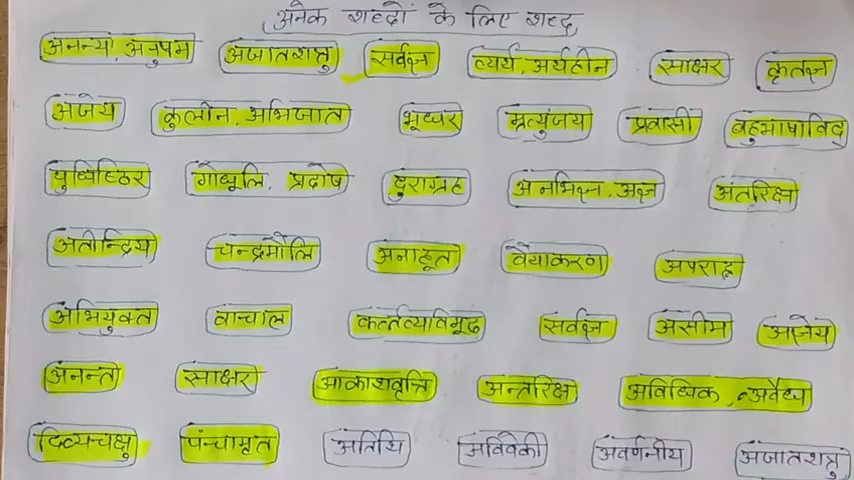 अनेक शब्दों के लिए शब्द
अनन्य, अनुपम अजातशत्रु सर्वज्ञ व्यर्थ, अर्थहीन साक्षर कृतज्ञ
अजेय कुलीन, अभिजात भूधर म्रत्युंजय प्रवासी बहुभाषाविद्
युधिष्ठिर गोधूलि, प्रदोष दुराग्रह अनभिज्ञ, अज्ञ अंतरिक्ष
अतीन्द्रिय चन्द्रमौलि अनाहूत वैयाकरण अपराह्न
अभियुक्त वाचाल कर्त्तव्यविमूढ सर्वज्ञ असीम अज्ञेय
अनन्त साक्षर आकाशवृत्ति अन्तरिक्ष अविधिक, अवैध
दिव्यचक्षु पंचामृत अतिथि अविवेकी अवर्णनीय अजातशत्रु